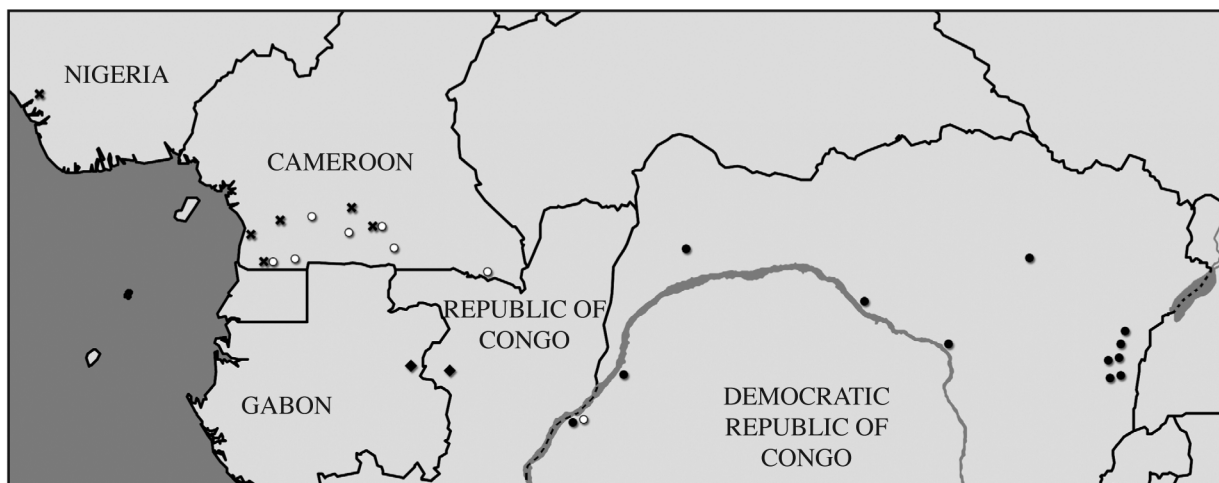 NIGERIA
CAMEROON
REPUBLIC OF
CONGO
GABON
DEMOCRATIC
REPUBLIC OF
CONGO